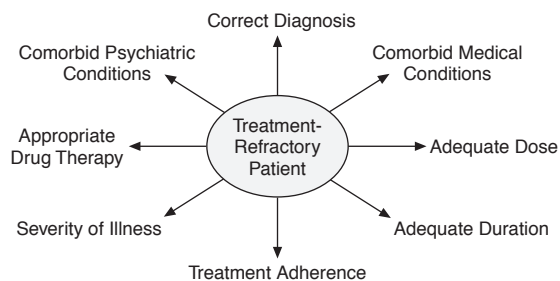 Correct Diagnosis
Comorbid Psychiatric
Conditions
Comorbid Medical
Conditions
Treatment-
Refractory
Patient
Appropriate
Drug Therapy
Adequate Dose
Severity of Illness
Adequate Duration
Treatment Adherence